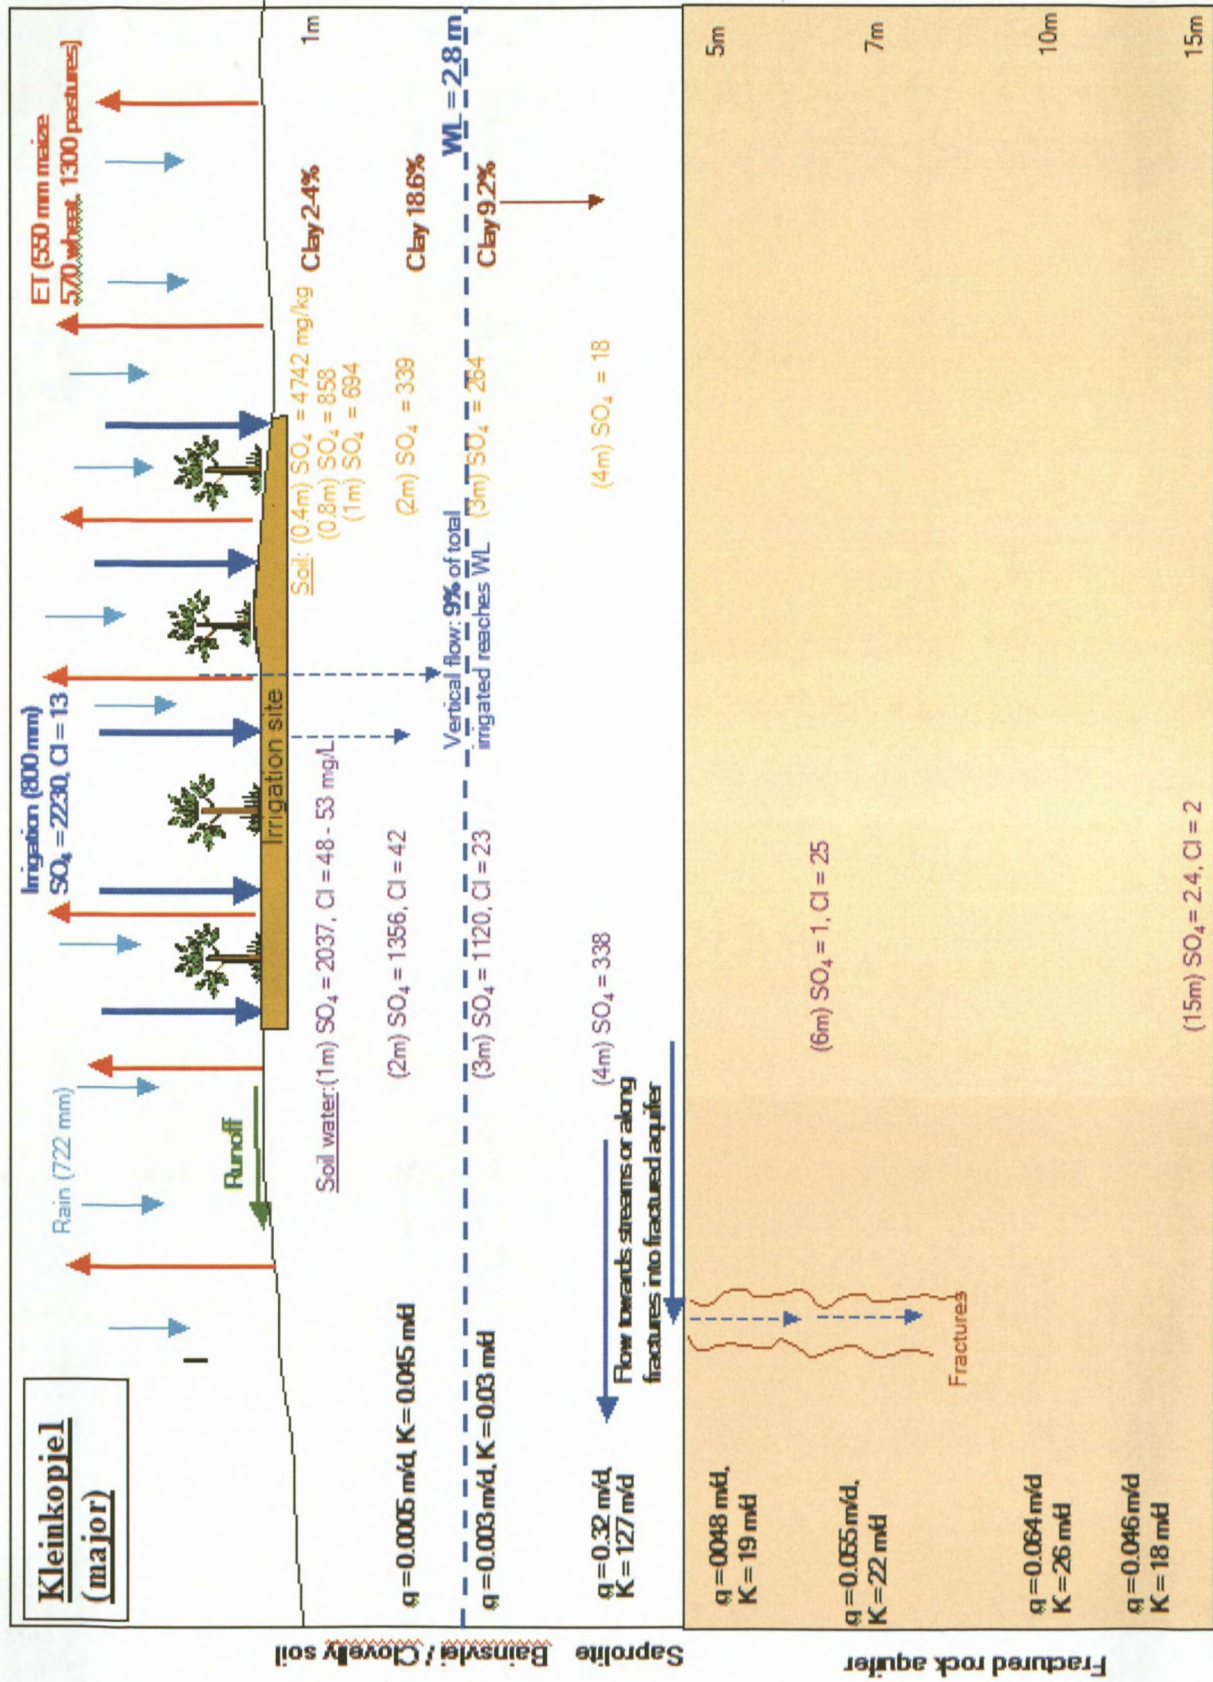 Kleinkopjel
(major)
Rain (722 mm)
Irrigation (800 mm)
SO₄ = 2230, Cl = 13
ET (550 mm maize
570 wheat, 1300 pastures)
Runoff
Irrigation site
1m
Soil water:(1m) SO₄ = 2037, Cl = 48 - 53 mg/L
(2m) SO₄ = 1356, Cl = 42
(3m) SO₄ = 1120, Cl = 23
(4m) SO₄ = 338
Soil: (0.4m) SO₄ = 4742 mg/kg
(0.8m) SO₄ = 858
(1m) SO₄ = 694
(2m) SO₄ = 339
(3m) SO₄ = 264
(4m) SO₄ = 18
Clay 2-4%
Clay 18.6%
Clay 9.2%
WL = 2.8 m
Vertical flow: 9% of total
irrigated reaches WL
q = 0.0005 m/d, K = 0.045 m/d
q = 0.003 m/d, K = 0.03 m/d
q = 0.32 m/d,
K = 127 m/d
Flow towards streams or along
fractures into fractured aquifer
q = 0048 m/d,
K = 19 m/d
q = 0.055 m/d,
K = 22 m/d
q = 0.064 m/d
K = 26 m/d
q = 0.046 m/d
K = 18 m/d
Fractures
(6m) SO₄ = 1, Cl = 25
(15m) SO₄ = 2.4, Cl = 2
5m
7m
10m
15m
Bainsvlei / Clovelly soil
Saprolite
Fractured rock aquifer